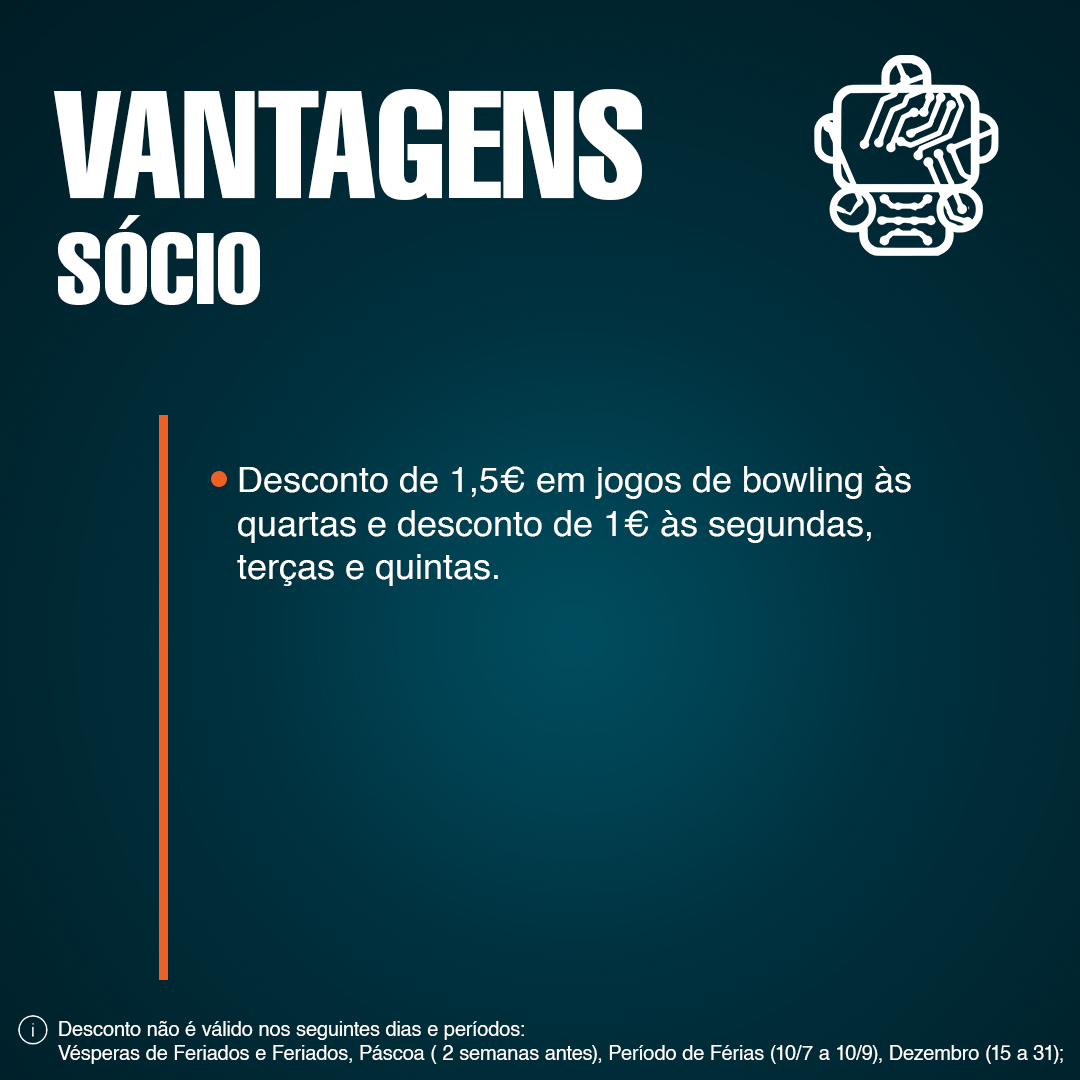 VANTAGENS
SÓCIO
Desconto de 1,5€ em jogos de bowling às
quartas e desconto de 1€ às segundas,
terças e quintas.
i Desconto não é válido nos seguintes dias e períodos:
Vésperas de Feriados e Feriados, Páscoa ( 2 semanas antes), Período de Férias (10/7 a 10/9), Dezembro (15 a 31);